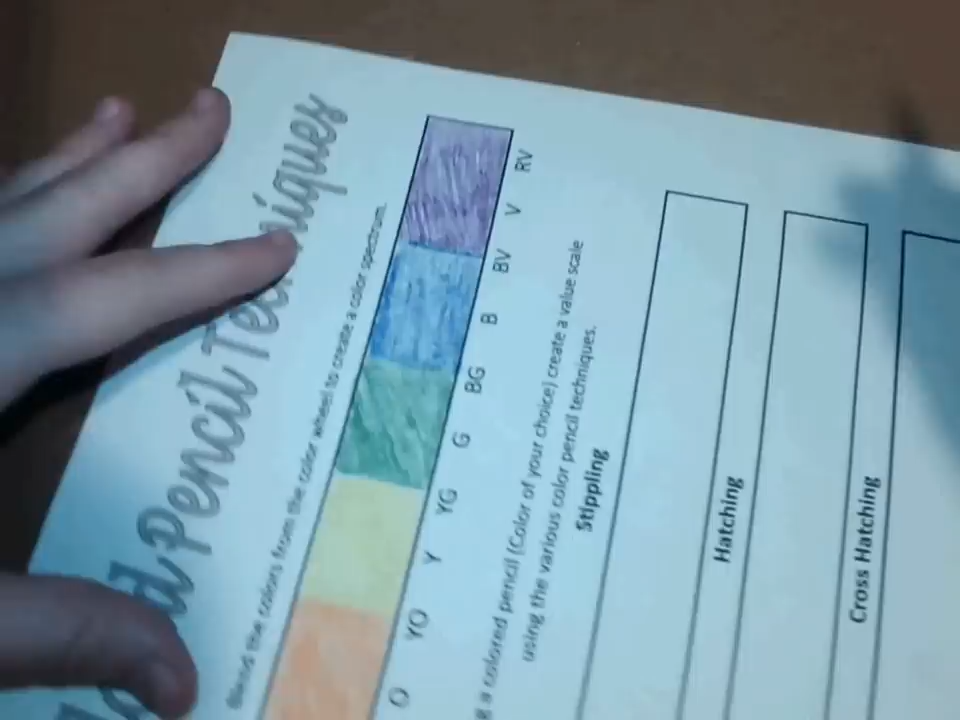 Pencil Techniques
Blend the colors from the color wheel to create a color spectrum.
O YO Y YG G BG B BV V RV
a colored pencil (Color of your choice) create a value scale
using the various color pencil techniques.
Stippling
Hatching
Cross Hatching